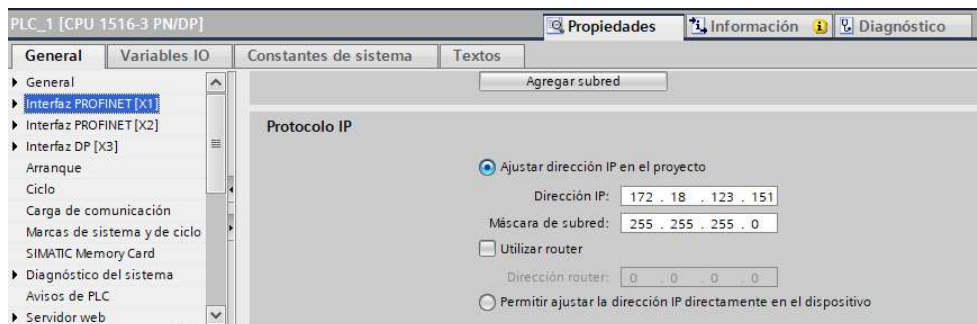 PLC_1 [CPU 1516-3 PN/DP]
Propiedades
Información
Diagnóstico
General
Variables IO
Constantes de sistema
Textos
General
Interfaz PROFINET [X1]
Interfaz PROFINET [X2]
Interfaz DP [X3]
Arranque
Ciclo
Carga de comunicación
Marcas de sistema y de ciclo
SIMATIC Memory Card
Diagnóstico del sistema
Avisos de PLC
Servidor web
Agregar subred
Protocolo IP
Ajustar dirección IP en el proyecto
Dirección IP: 172 . 18 . 123 . 151
Máscara de subred: 255 . 255 . 255 . 0
Utilizar router
Dirección router: 0 . 0 . 0 . 0
Permitir ajustar la dirección IP directamente en el dispositivo